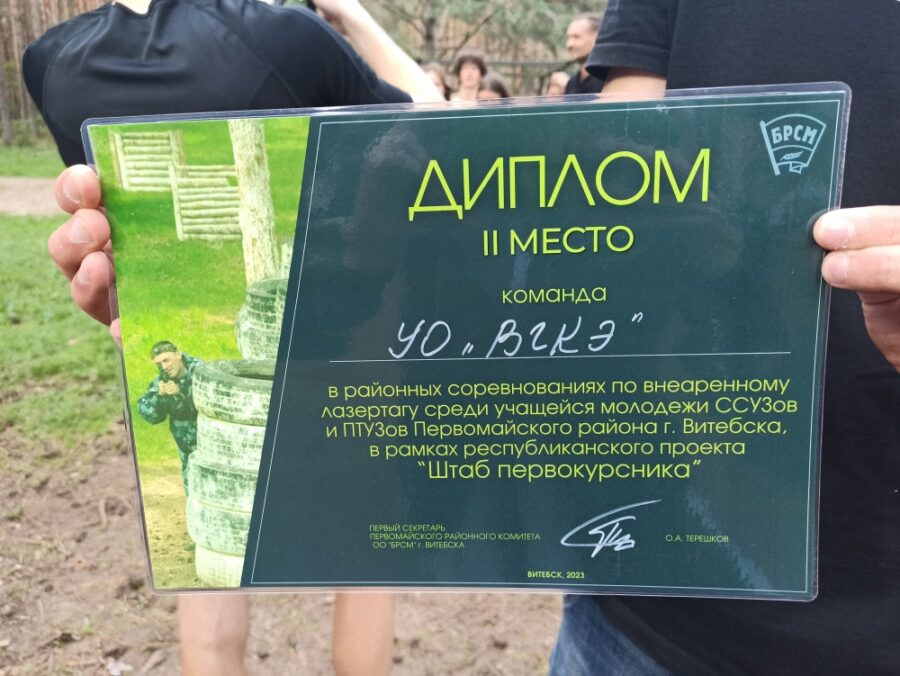 БРСМ
ДИПЛОМ
II МЕСТО
команда
УО "ВГКЭ"
в районных соревнованиях по внеаренному
лазертагу среди учащейся молодежи ССУЗов
и ПТУЗов Первомайского района г. Витебска,
в рамках республиканского проекта
"Штаб первокурсника"
ПЕРВЫЙ СЕКРЕТАРЬ
ПЕРВОМАЙСКОГО РАЙОННОГО КОМИТЕТА
ОО "БРСМ" г. ВИТЕБСКА
О.А. ТЕРЕШКОВ
ВИТЕБСК, 2023